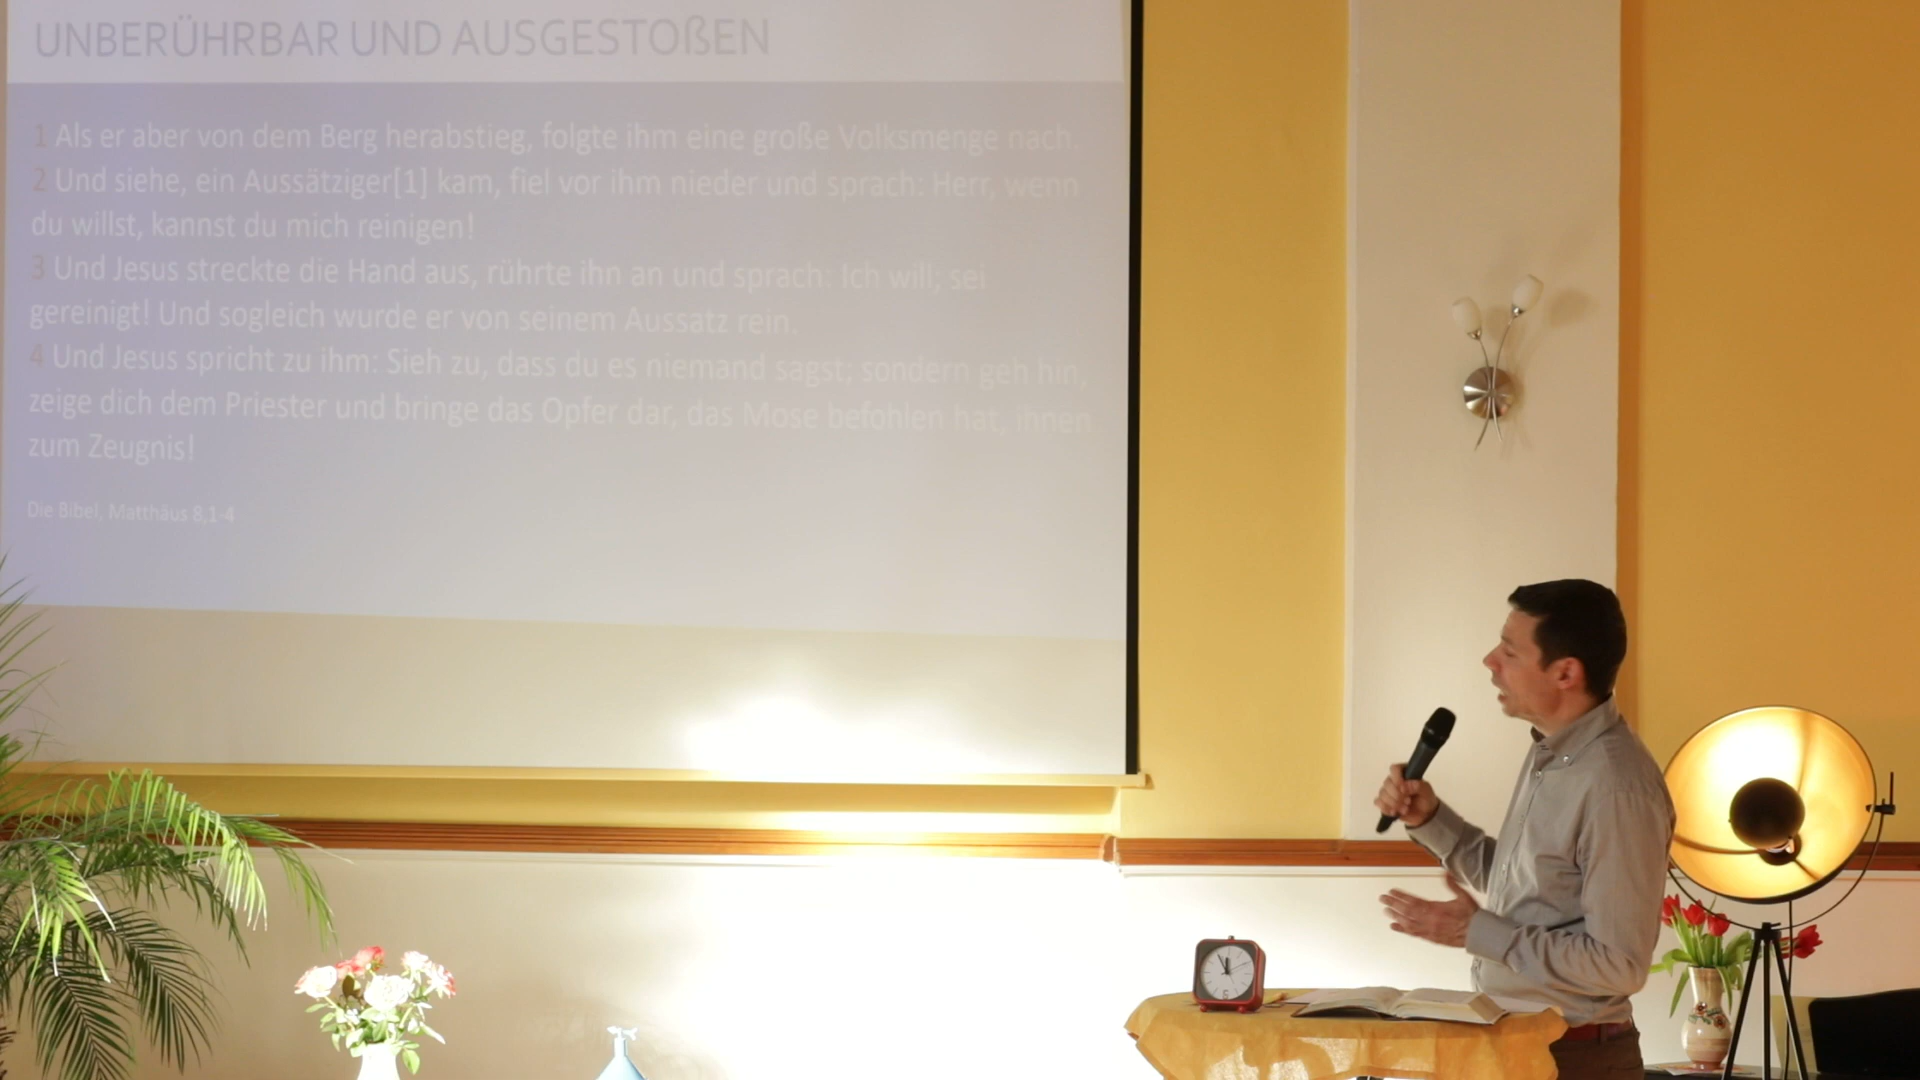 UNBERÜHRBAR UND AUSGESTOßEN
1 Als er aber von dem Berg herabstieg, folgte ihm eine große Volksmenge nach.
2 Und siehe, ein Aussätziger[1] kam, fiel vor ihm nieder und sprach: Herr, wenn
du willst, kannst du mich reinigen!
3 Und Jesus streckte die Hand aus, rührte ihn an und sprach: Ich will; sei
gereinigt! Und sogleich wurde er von seinem Aussatz rein.
4 Und Jesus spricht zu ihm: Sieh zu, dass du es niemand sagst; sondern geh hin,
zeige dich dem Priester und bringe das Opfer dar, das Mose befohlen hat, ihnen
zum Zeugnis!
Die Bibel, Matthäus 8,1-4